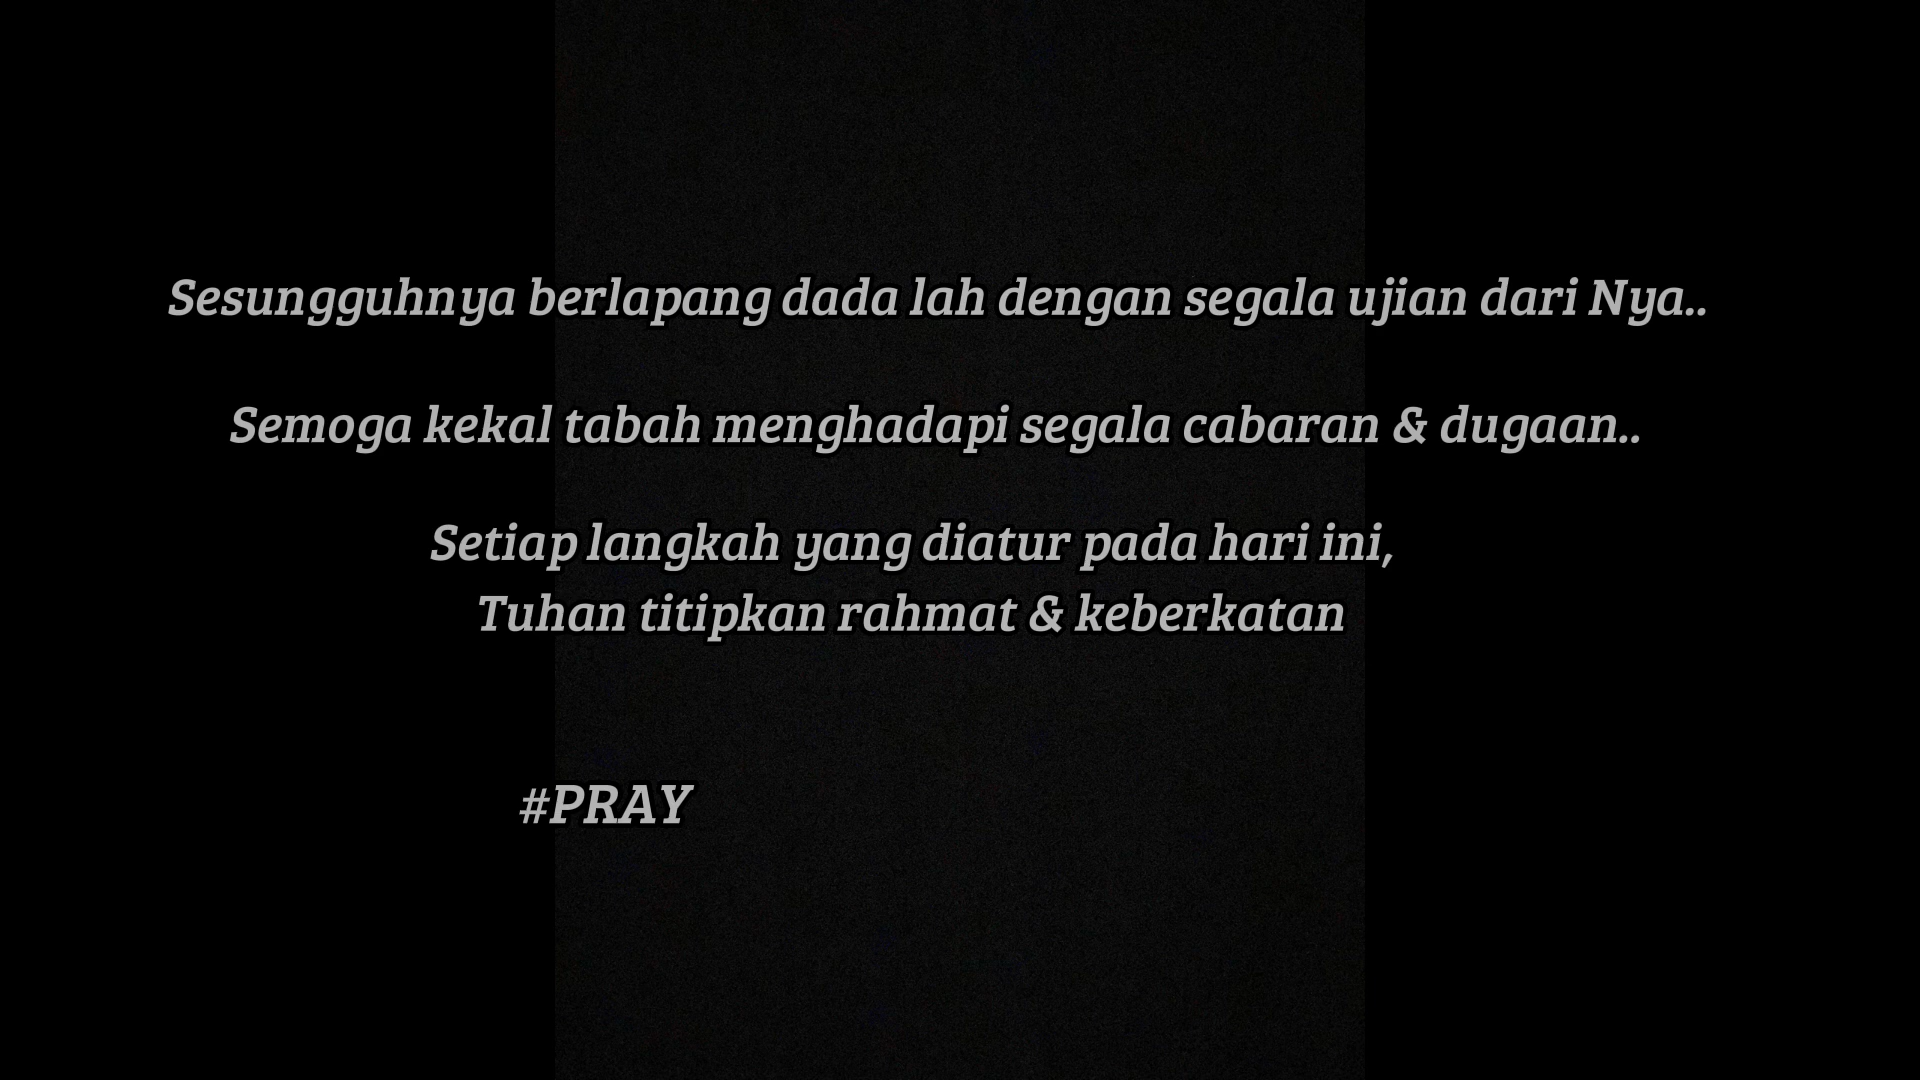 Sesungguhnya berlapang dada lah dengan segala ujian dari Nya..
Semoga kekal tabah menghadapi segala cabaran & dugaan..
Setiap langkah yang diatur pada hari ini,
Tuhan titipkan rahmat & keberkatan
#PRAY